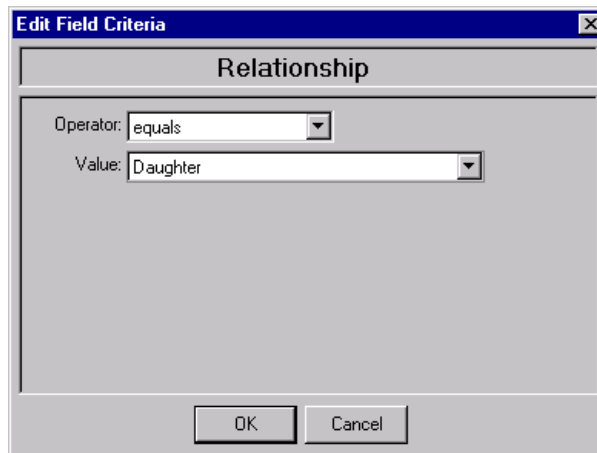 Edit Field Criteria
Relationship
Operator: equals
Value: Daughter
OK Cancel